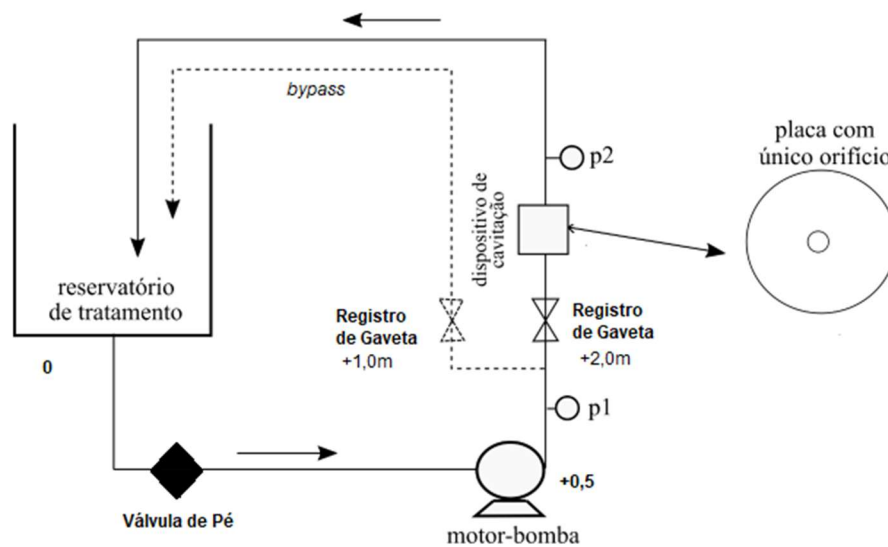 bypass
p2
placa com
único orifício
dispositivo de
cavitação
reservatório
de tratamento
Registro
de Gaveta
+1,0m
Registro
de Gaveta
+2,0m
0
p1
+0,5
Válvula de Pé
motor-bomba